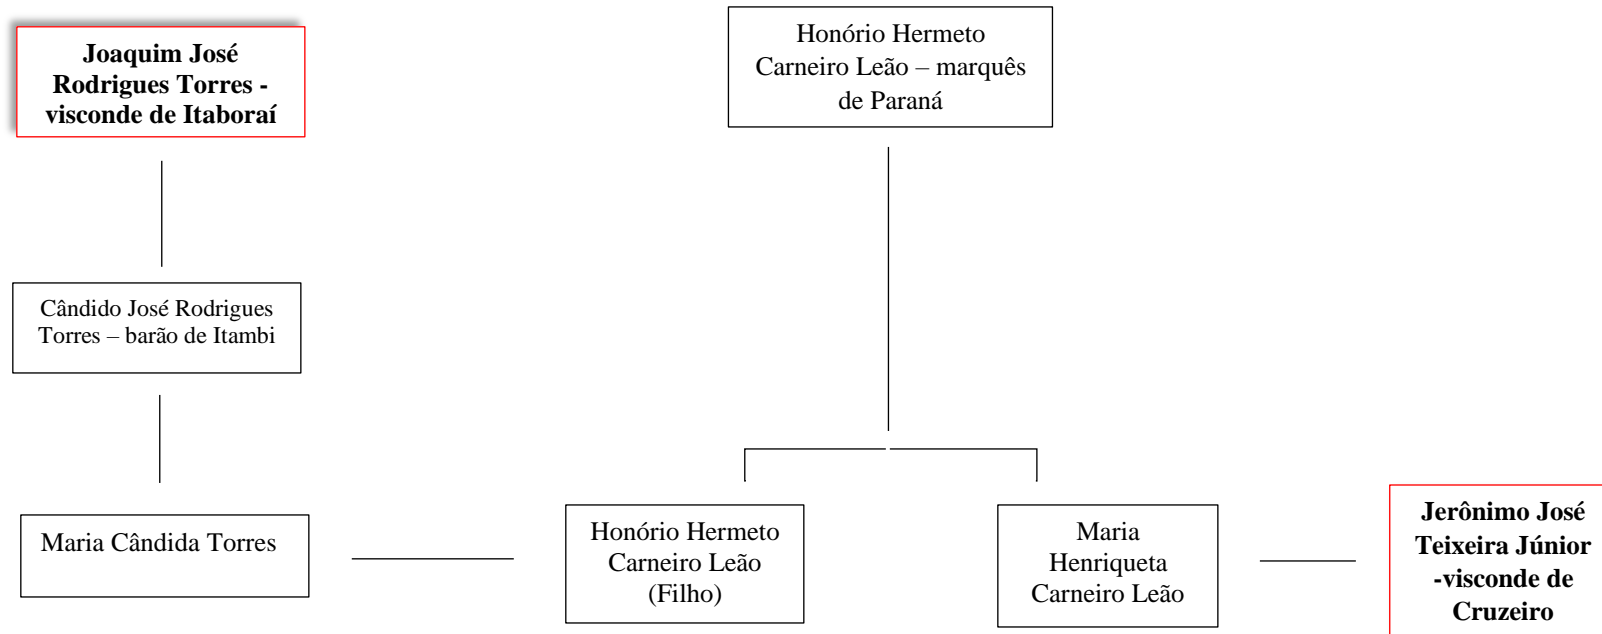 Joaquim José
Rodrigues Torres -
visconde de Itaboraí
Honório Hermeto
Carneiro Leão – marquês
de Paraná
Cândido José Rodrigues
Torres – barão de Itambi
Maria Cândida Torres
Honório Hermeto
Carneiro Leão
(Filho)
Maria
Henriqueta
Carneiro Leão
Jerônimo José
Teixeira Júnior
-visconde de
Cruzeiro